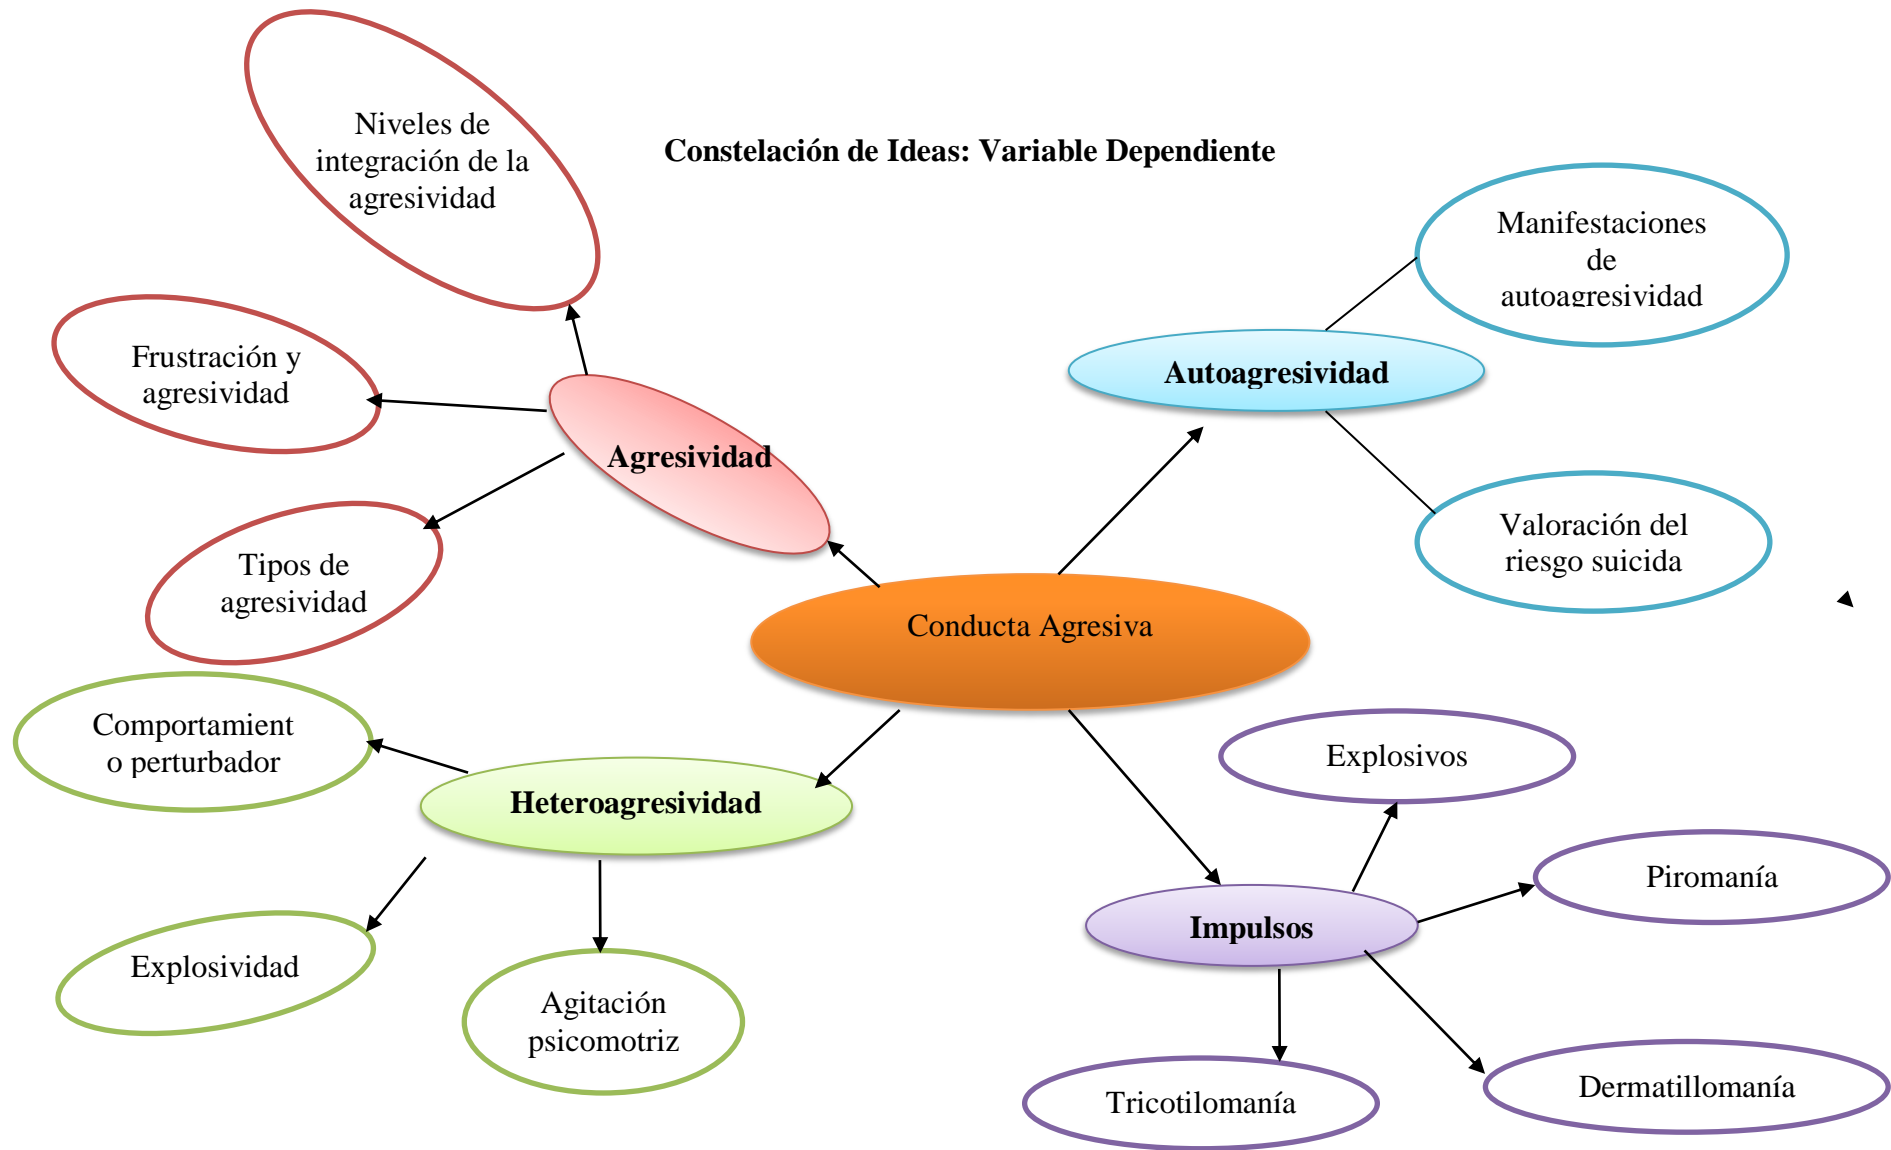 Niveles de
integración de la
agresividad
Constelación de Ideas: Variable Dependiente
Manifestaciones
de
autoagresividad
Frustración y
agresividad
Autoagresividad
Agresividad
Valoración del
riesgo suicida
Tipos de
agresividad
Conducta Agresiva
Comportamient
o perturbador
Heteroagresividad
Explosivos
Piromanía
Impulsos
Explosividad
Agitación
psicomotriz
Tricotilomanía
Dermatillomanía